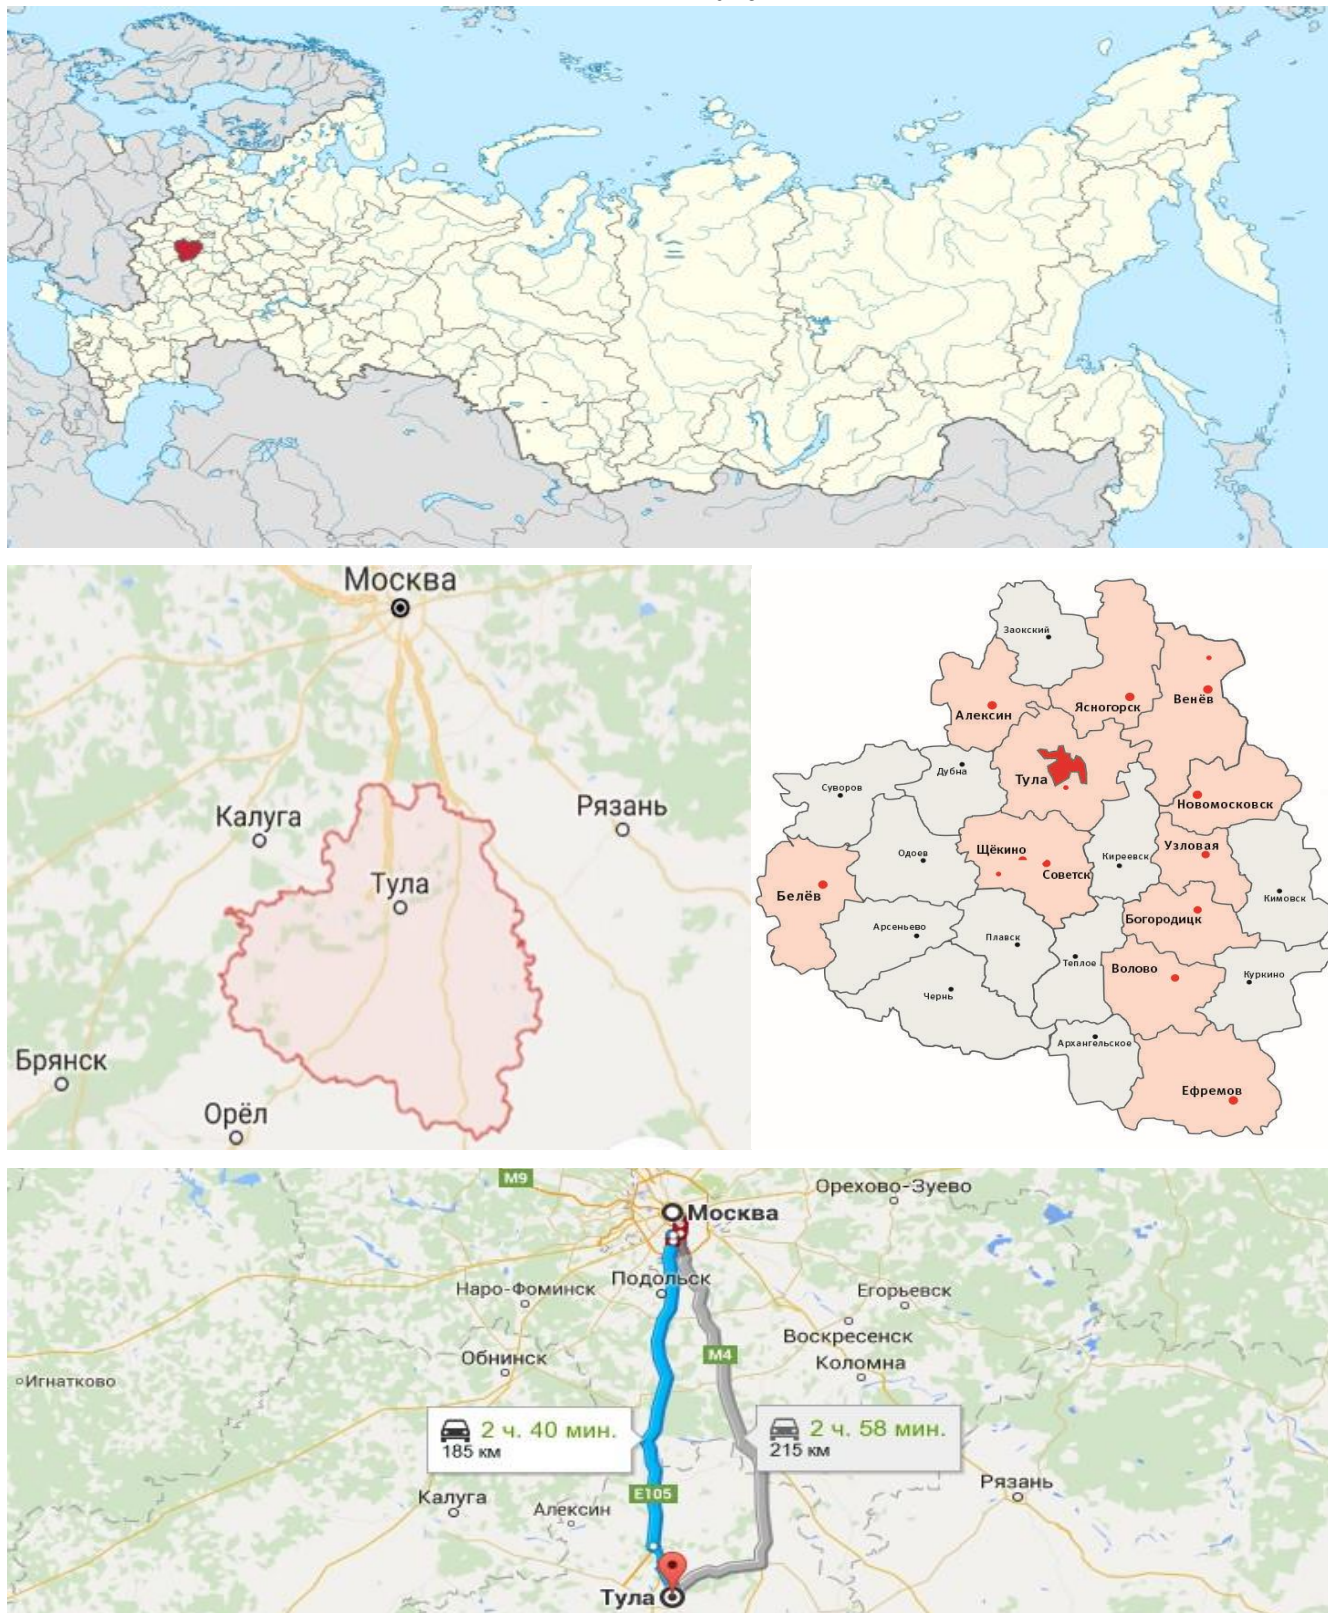 Москва
Калуга
Рязань
Тула
Брянск
Орёл
Заокский
Алексин
Ясногорск
Венёв
Дубна
Тула
Суворов
Новомосковск
Щёкино
Узловая
Одоев
Киреевск
Советск
Белёв
Кимовск
Богородицк
Арсеньево
Плавск
Теплое
Волово
Куркино
Чернь
Архангельское
Ефремов
M9
Орехово-Зуево
Москва
Подольск
Наро-Фоминск
Егорьевск
Воскресенск
M4
Обнинск
Коломна
Игнатково
2 ч. 40 мин.
185 км
2 ч. 58 мин.
215 км
Рязань
E105
Калуга
Алексин
Тула